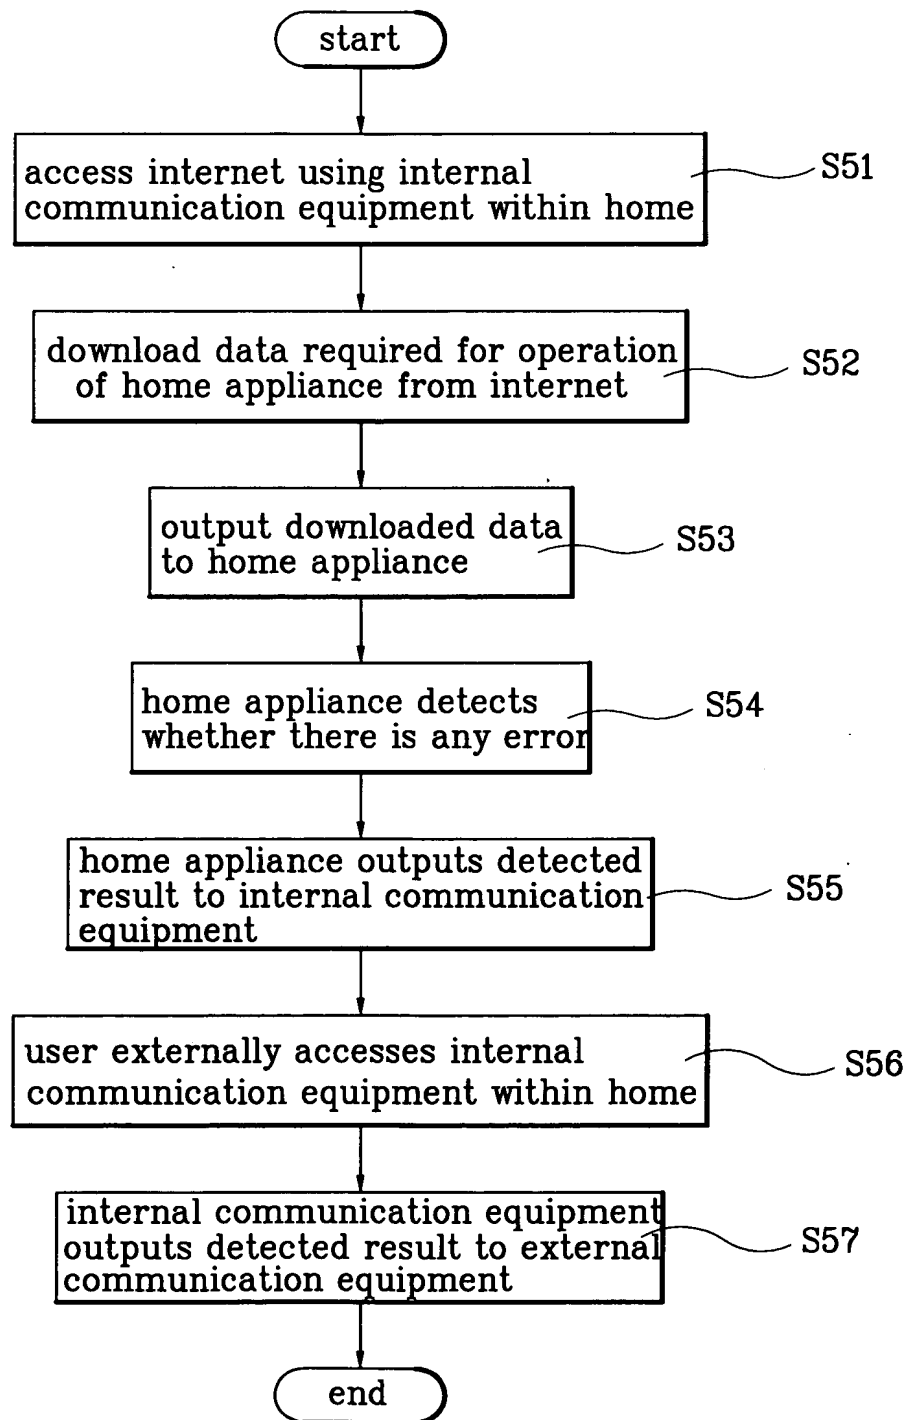 start
access internet using internal
communication equipment within home
S51
download data required for operation
of home appliance from internet
S52
output downloaded data
to home appliance
S53
home appliance detects
whether there is any error
S54
home appliance outputs detected
result to internal communication
equipment
S55
user externally accesses internal
communication equipment within home
S56
internal communication equipment
outputs detected result to external
communication equipment
S57
end